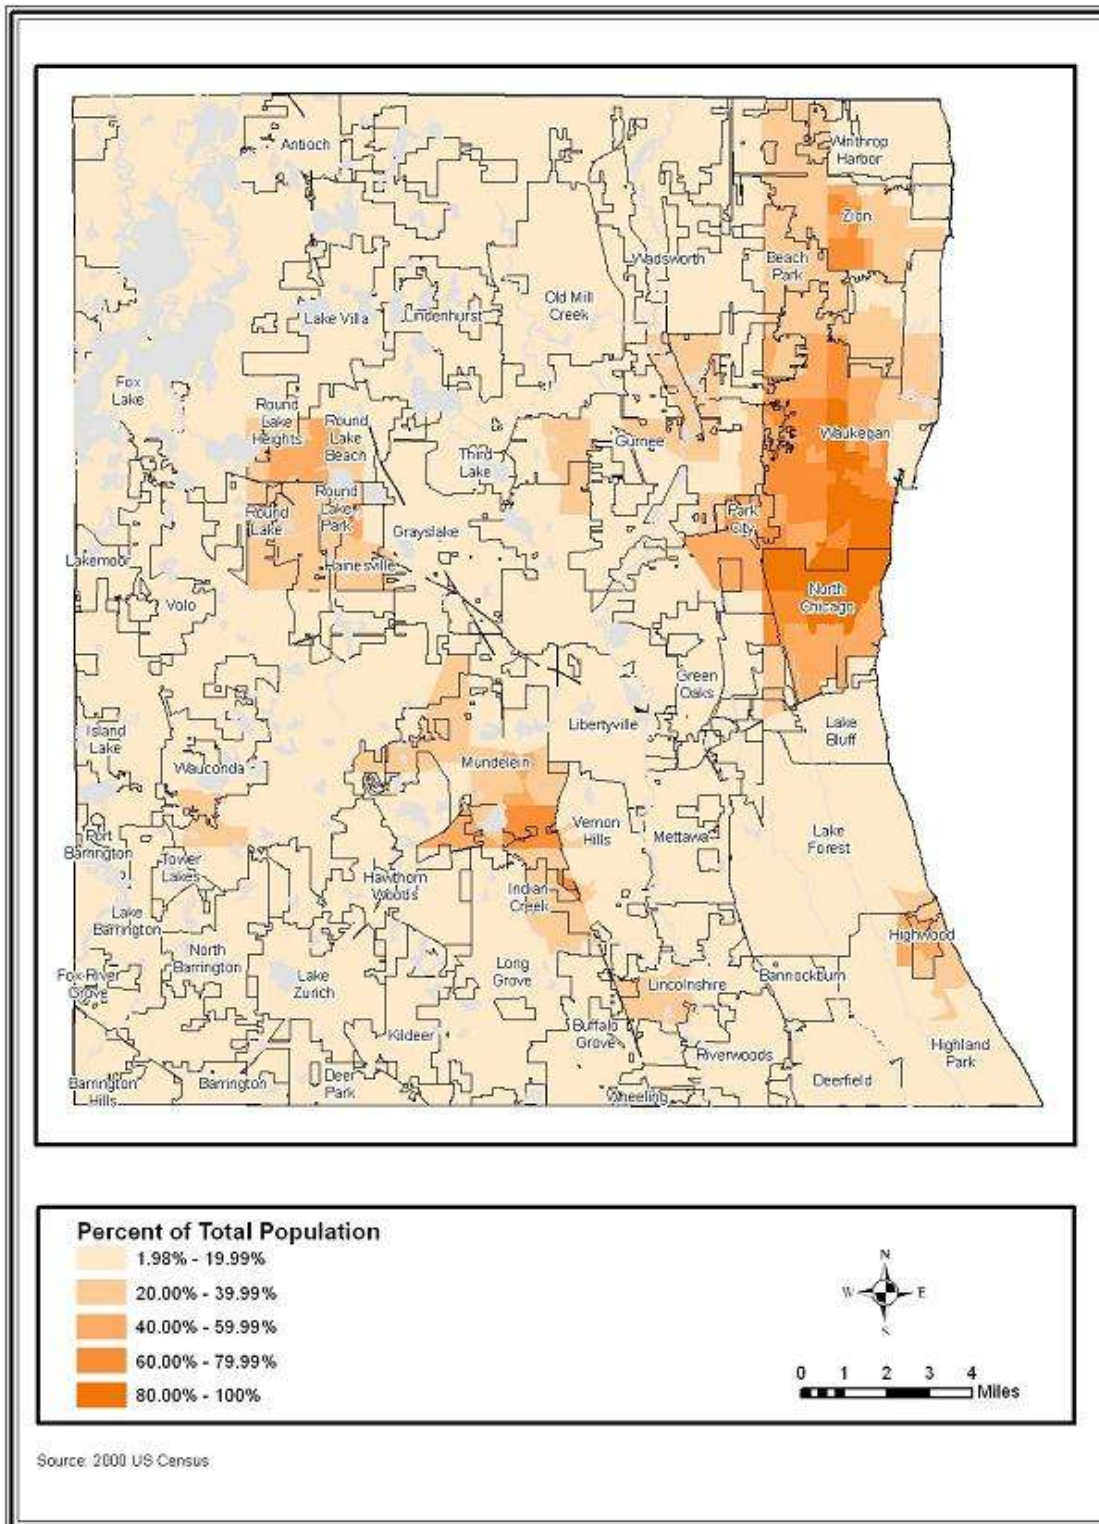 Antioch
Winthrop
Harbor
Zion
Wadsworth
Beach
Park
Old Mill
Creek
Lake Villa
Lindenhurst
Fox
Lake
Round
Lake
Heights
Round
Lake
Beach
Gurnee
Waukegan
Third
Lake
Round
Lake
Park
Round
Lake
Park
City
Grayslake
Lakemoor
Hainesville
Volo
North
Chicago
Green
Oaks
Island
Lake
Libertyville
Lake
Bluff
Wauconda
Mundelein
Port
Barrington
Vernon
Hills
Mettawa
Lake
Forest
Tower
Lakes
Hawthorn
Woods
Indian
Creek
Lake
Barrington
Highwood
North
Barrington
Fox River
Grove
Lake
Zurich
Long
Grove
Lincolnshire
Bannockburn
Kildeer
Buffalo
Grove
Riverwoods
Highland
Park
Barrington
Hills
Barrington
Deer
Park
Deerfield
Wheeling
Percent of Total Population
1.98% - 19.99%
20.00% - 39.99%
40.00% - 59.99%
60.00% - 79.99%
80.00% - 100%
N
W E
S
0 1 2 3 4
Miles
Source: 2000 US Census